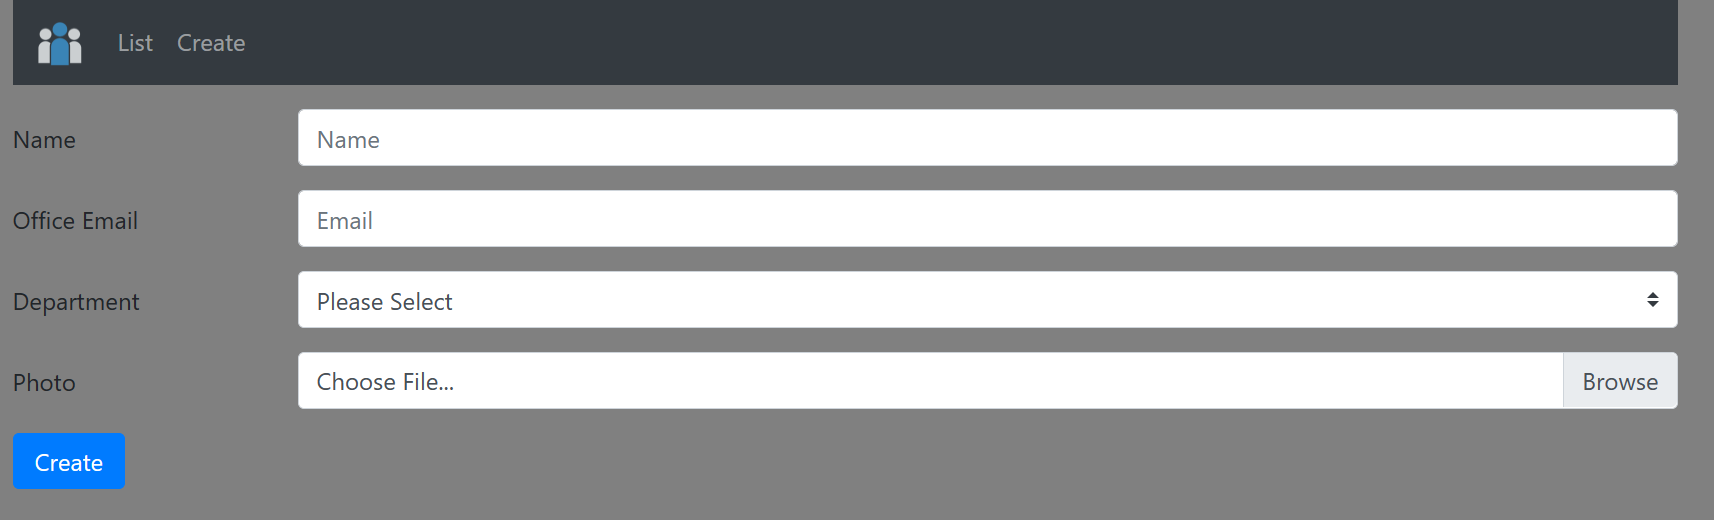 List Create
Name Name
Office Email Email
Department Please Select
Photo Choose File... Browse
Create